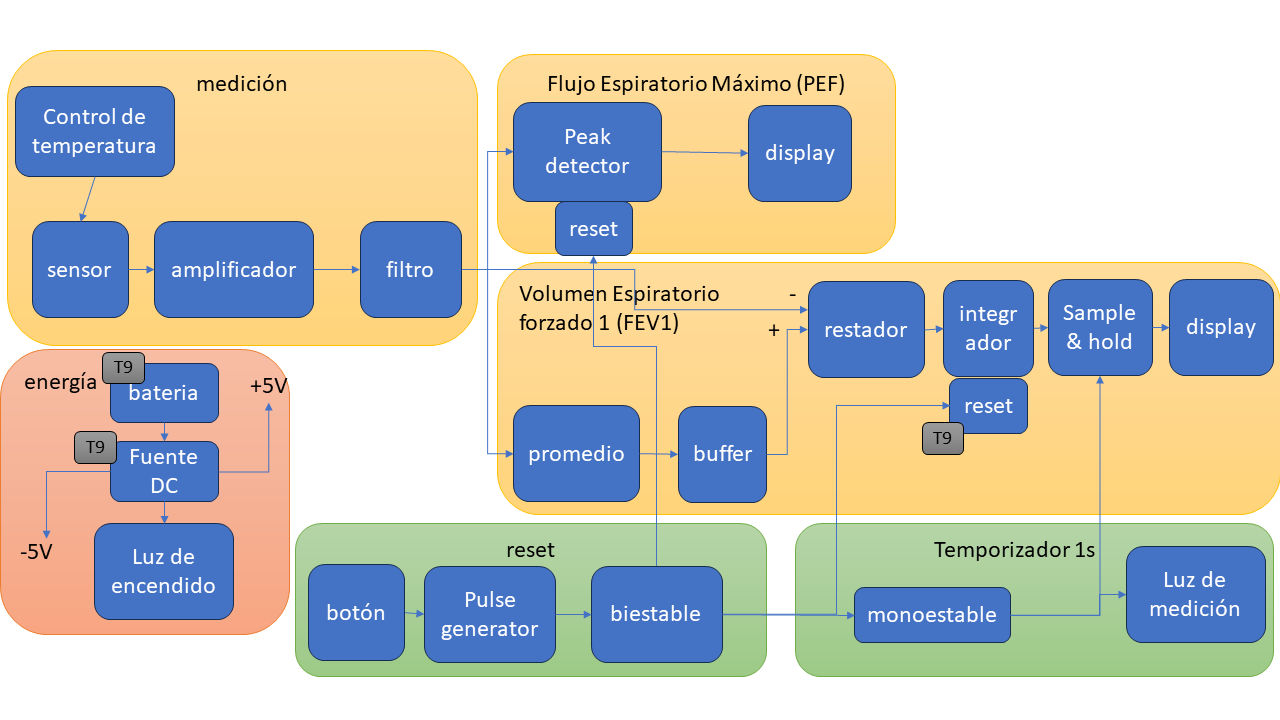 medición
Control de
temperatura
sensor
amplificador
filtro
Flujo Espiratorio Máximo (PEF)
Peak
detector
display
reset
Volumen Espiratorio
forzado 1 (FEV1)
-
+
restador
integr
ador
Sample
& hold
display
reset
T9
promedio
buffer
energía
T9
bateria
+5V
T9
Fuente
DC
-5V
Luz de
encendido
reset
botón
Pulse
generator
biestable
Temporizador 1s
monoestable
Luz de
medición